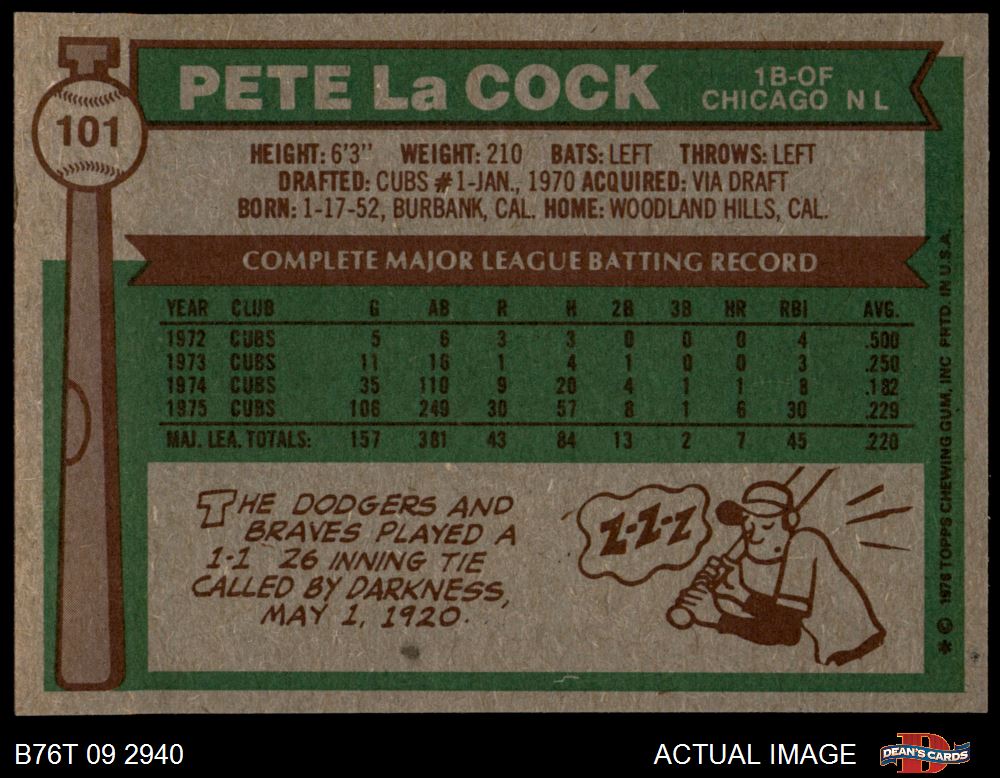 101
PETE La COCK
1B-OF
CHICAGO N L
HEIGHT: 6'3" WEIGHT: 210 BATS: LEFT THROWS: LEFT
DRAFTED: CUBS #1-JAN., 1970 ACQUIRED: VIA DRAFT
BORN: 1-17-52, BURBANK, CAL. HOME: WOODLAND HILLS, CAL.
COMPLETE MAJOR LEAGUE BATTING RECORD
YEAR CLUB G AB R H 2B 3B HR RBI AVG.
1972 CUBS 5 6 3 3 0 0 0 4 .500
1973 CUBS 11 16 1 4 1 0 0 3 .250
1974 CUBS 35 110 9 20 4 1 1 8 .182
1975 CUBS 106 249 30 57 8 1 6 30 .229
MAJ. LEA. TOTALS: 157 381 43 84 13 2 7 45 .220
THE DODGERS AND
BRAVES PLAYED A
1-1 26 INNING TIE
CALLED BY DARKNESS,
MAY 1, 1920.
Z-Z-Z
* © 1976 TOPPS CHEWING GUM, INC PRTD. IN U.S.A.
B76T 09 2940
ACTUAL IMAGE
D
DEAN'S CARDS